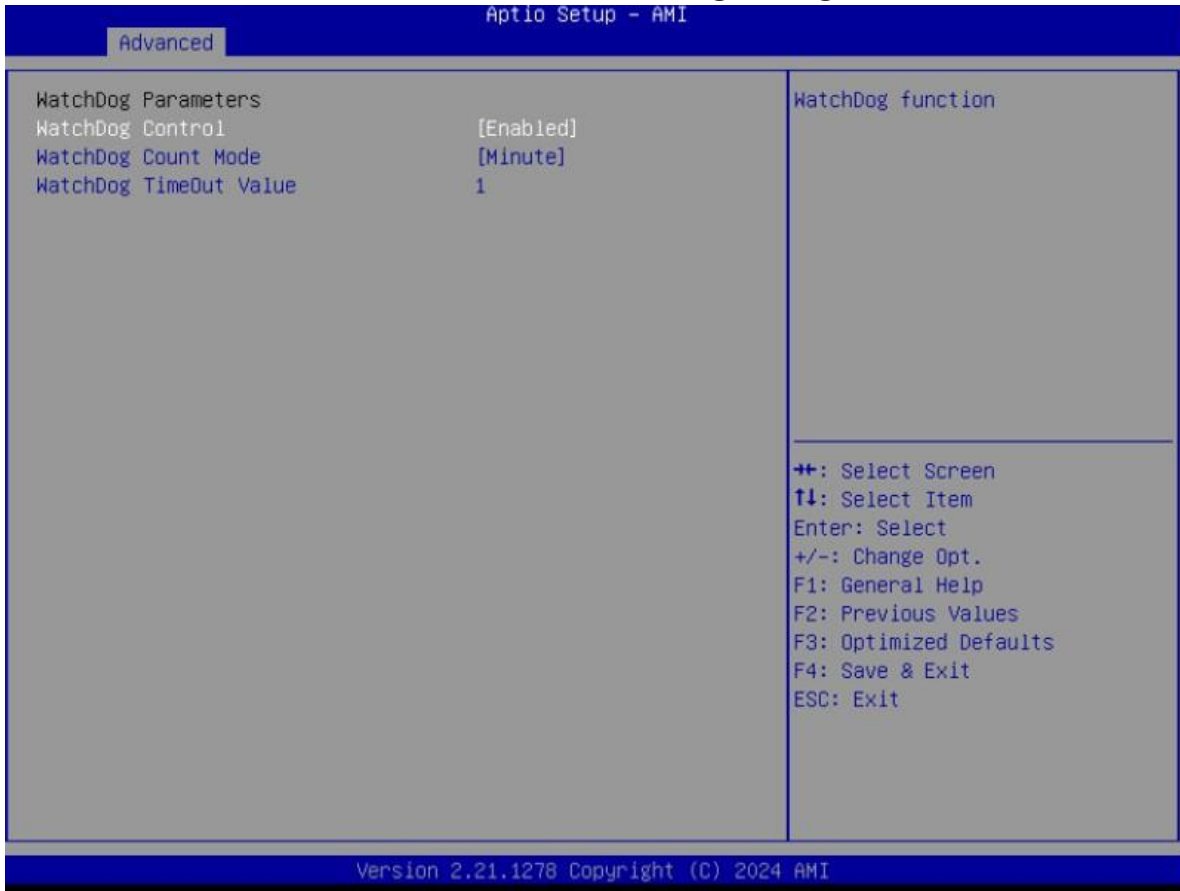 Aptio Setup - AMI
Advanced
WatchDog Parameters
WatchDog Control [Enabled]
WatchDog Count Mode [Minute]
WatchDog TimeOut Value 1
WatchDog function
→←: Select Screen
↑↓: Select Item
Enter: Select
+/-: Change Opt.
F1: General Help
F2: Previous Values
F3: Optimized Defaults
F4: Save & Exit
ESC: Exit
Version 2.21.1278 Copyright (C) 2024 AMI